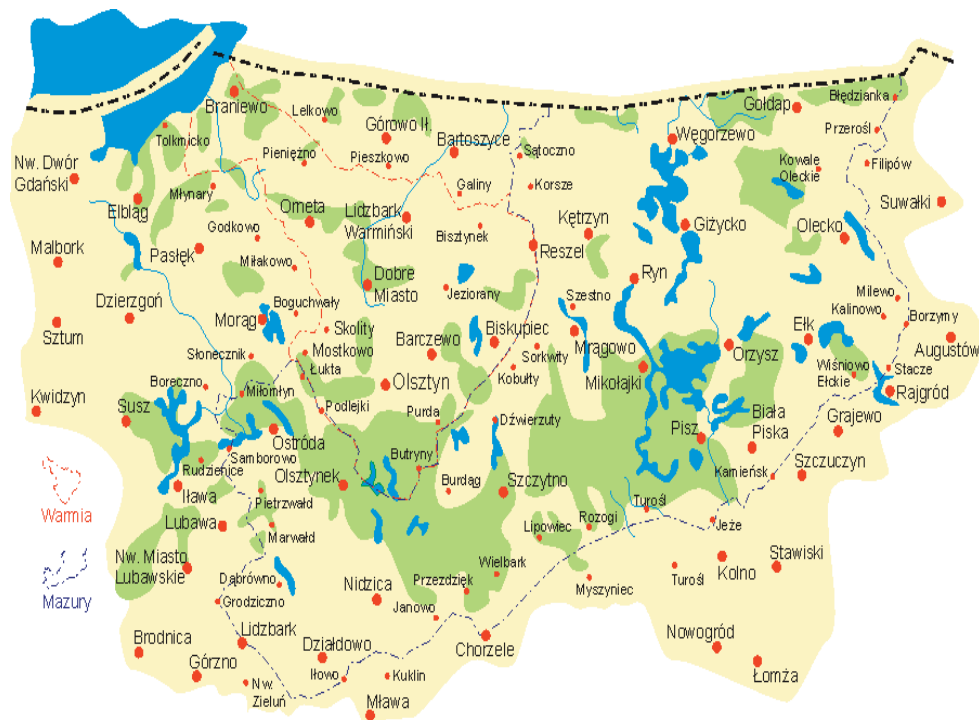 Braniewo
Lelkowo
Gołdap
Błędzianka
Tolknicko
Górowo Ił.
Bartoszyce
Węgorzewo
Przerośl
Pieniężno
Pieszkowo
Sątoczno
Nw. Dwór
Gdański
Kowale
Oleckie
Filipów
Młynary
Galiny
Korsze
Elbląg
Orneta
Lidzbark
Warmiński
Suwałki
Godkowo
Bisztynek
Kętrzyn
Giżycko
Olecko
Malbork
Pasłęk
Miłakowo
Reszel
Dobre
Miasto
Jeziorany
Ryn
Dzierzgoń
Boguchwały
Szestno
Milewo
Kalinowo
Morąg
Skolity
Borzymy
Sztum
Barczewo
Biskupiec
Mrągowo
Ełk
Augustów
Słonecznik
Mostkowo
Sorkwity
Orzysz
Łukta
Kobułty
Mikołajki
Wiśniowo
Ełckie
Stacze
Boreczno
Miłomłyn
Olsztyn
Rajgród
Kwidzyn
Susz
Podlejki
Purda
Dźwierzuty
Biała
Piska
Grajewo
Ostróda
Pisz
Samborowo
Rudzienice
Butryny
Olsztynek
Kamieńsk
Szczuczyn
Iława
Pietrzwałd
Burdąg
Szczytno
Warmia
Turośl
Lubawa
Marwałd
Lipowiec
Rozogi
Jeże
Nw. Miasto
Lubawskie
Dąbrówno
Wielbark
Kolno
Stawiski
Mazury
Nidzica
Przezdzięk
Myszyniec
Turośl
Grodziczno
Janowo
Lidzbark
Działdowo
Chorzele
Nowogród
Brodnica
Górzno
Nw.
Zieluń
Iłowo
Kuklin
Łomża
Mława